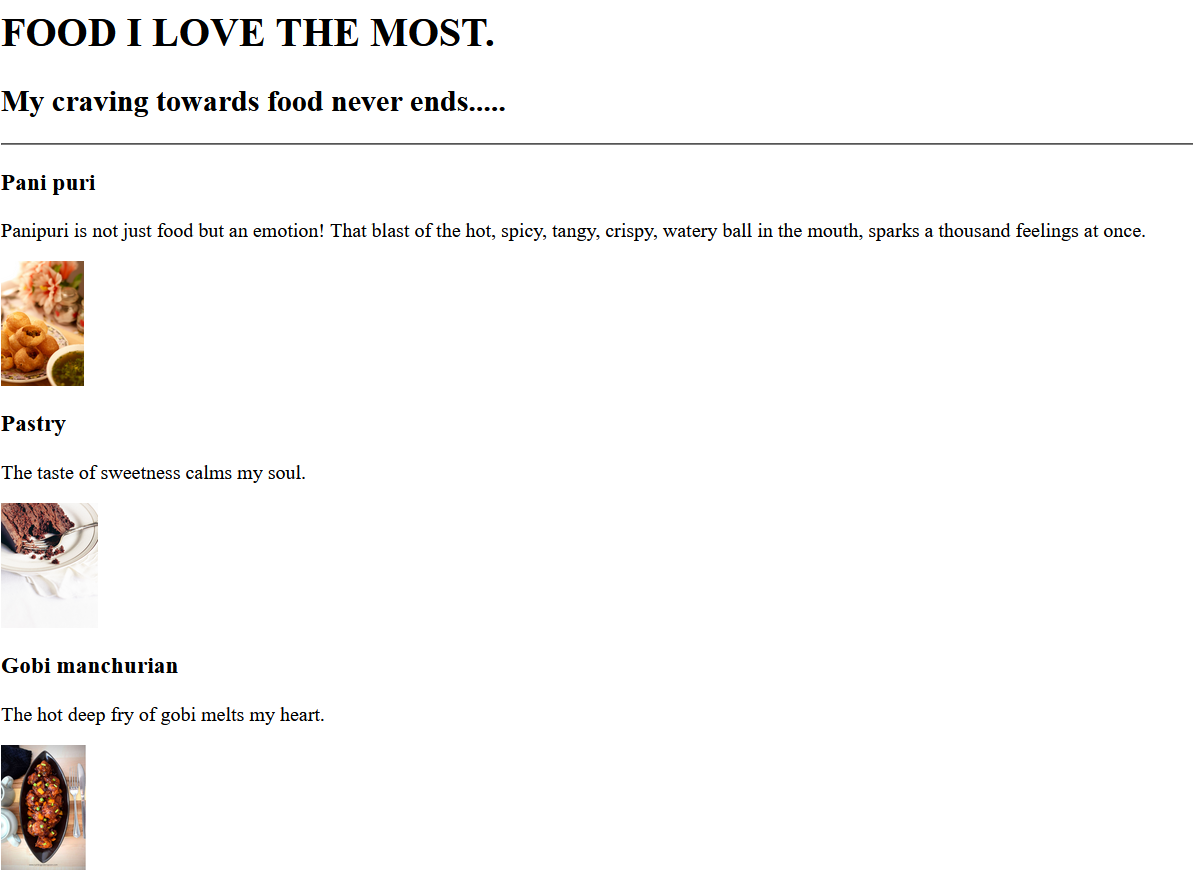 FOOD I LOVE THE MOST.
My craving towards food never ends.....
Pani puri
Panipuri is not just food but an emotion! That blast of the hot, spicy, tangy, crispy, watery ball in the mouth, sparks a thousand feelings at once.
Pastry
The taste of sweetness calms my soul.
Gobi manchurian
The hot deep fry of gobi melts my heart.